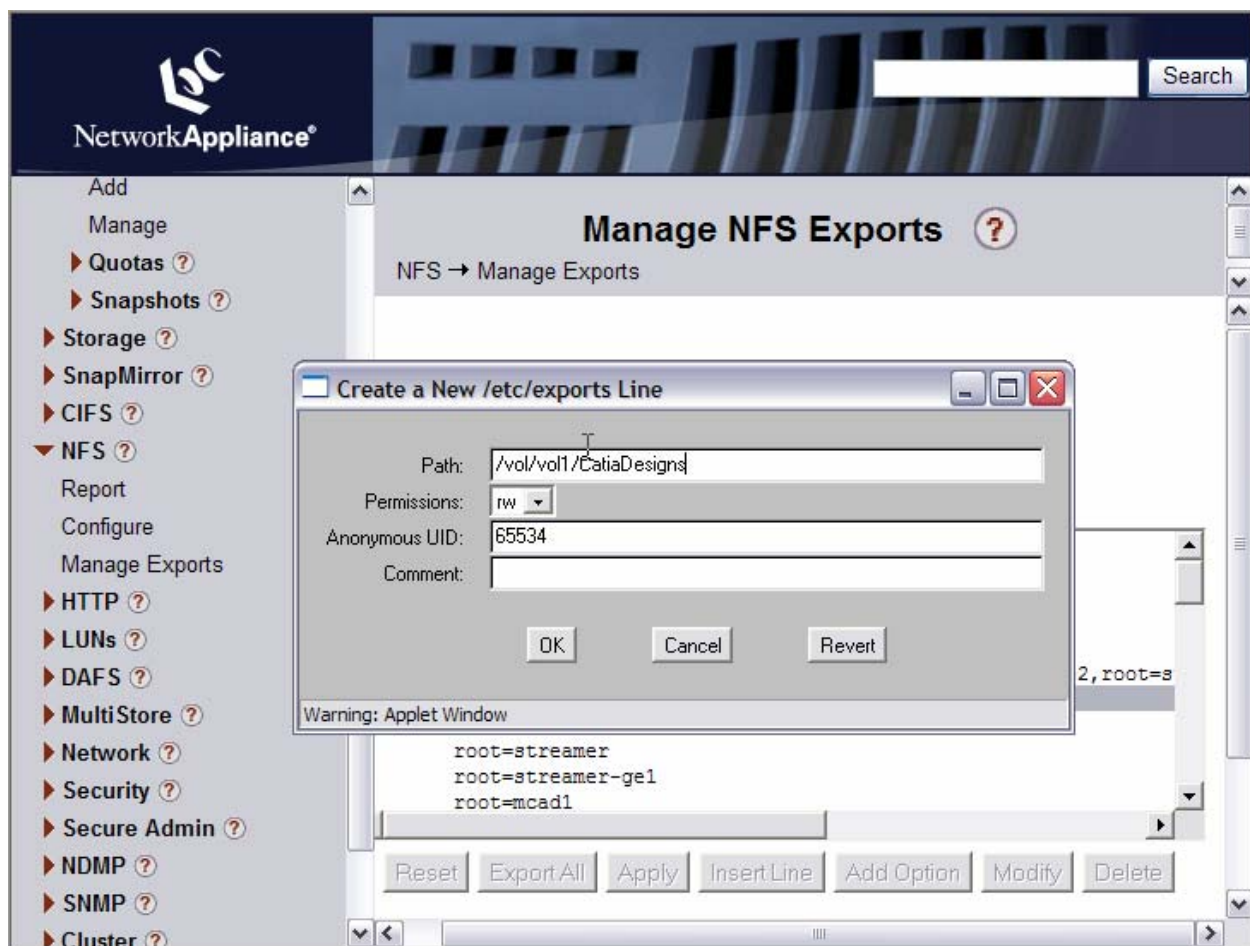 NetworkAppliance®
Search
Add
Manage
Quotas ?
Snapshots ?
Storage ?
SnapMirror ?
CIFS ?
NFS ?
Report
Configure
Manage Exports
HTTP ?
LUNs ?
DAFS ?
MultiStore ?
Network ?
Security ?
Secure Admin ?
NDMP ?
SNMP ?
Cluster ?
Manage NFS Exports ?
NFS → Manage Exports
Create a New /etc/exports Line
Path: /vol/vol1/CatiaDesigns
Permissions: rw
Anonymous UID: 65534
Comment:
OK Cancel Revert
Warning: Applet Window
2,root=s
root=streamer
root=streamer-ge1
root=mcad1
Reset Export All Apply Insert Line Add Option Modify Delete